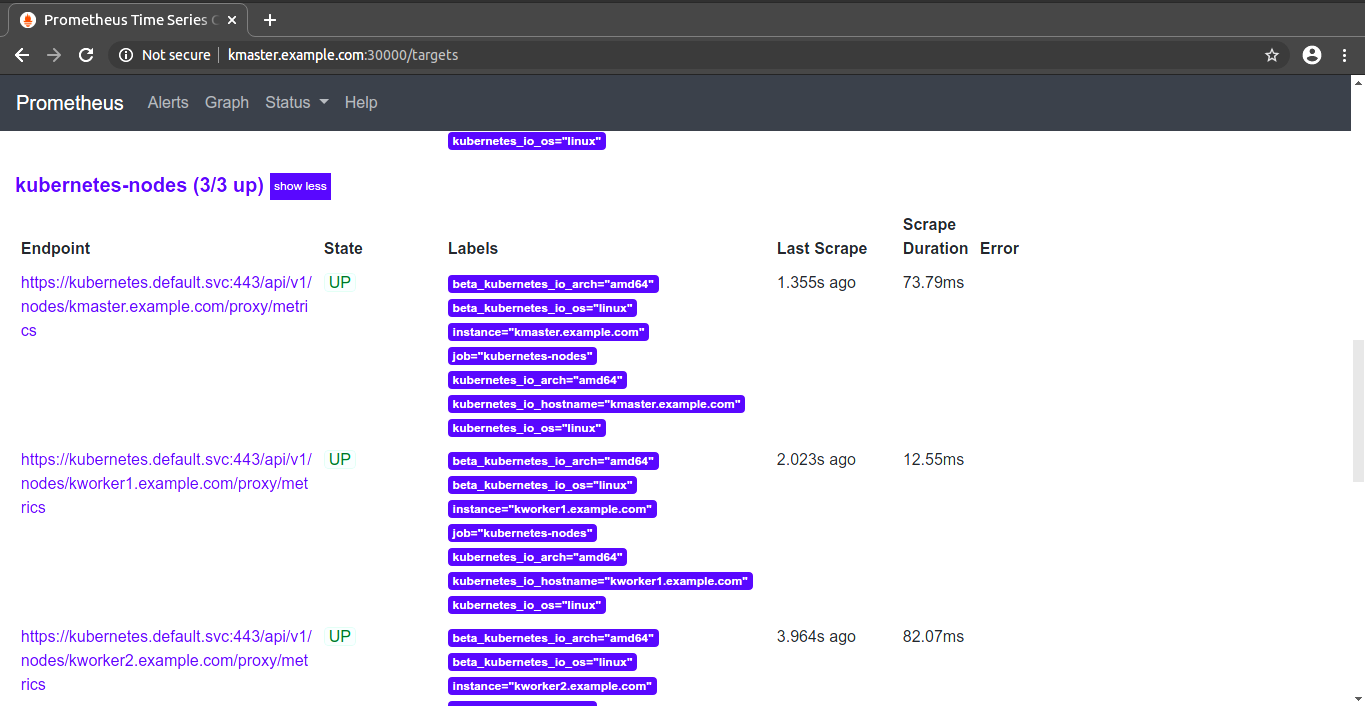 Prometheus Time Series C
Not secure kmaster.example.com:30000/targets
Prometheus Alerts Graph Status Help
kubernetes_io_os="linux"
kubernetes-nodes (3/3 up) show less
Endpoint State Labels Last Scrape Scrape Duration Error
https://kubernetes.default.svc:443/api/v1/ UP beta_kubernetes_io_arch="amd64" 1.355s ago 73.79ms
nodes/kmaster.example.com/proxy/metri beta_kubernetes_io_os="linux"
cs instance="kmaster.example.com"
job="kubernetes-nodes"
kubernetes_io_arch="amd64"
kubernetes_io_hostname="kmaster.example.com"
kubernetes_io_os="linux"
https://kubernetes.default.svc:443/api/v1/ UP beta_kubernetes_io_arch="amd64" 2.023s ago 12.55ms
nodes/kworker1.example.com/proxy/met beta_kubernetes_io_os="linux"
rics instance="kworker1.example.com"
job="kubernetes-nodes"
kubernetes_io_arch="amd64"
kubernetes_io_hostname="kworker1.example.com"
kubernetes_io_os="linux"
https://kubernetes.default.svc:443/api/v1/ UP beta_kubernetes_io_arch="amd64" 3.964s ago 82.07ms
nodes/kworker2.example.com/proxy/met beta_kubernetes_io_os="linux"
rics instance="kworker2.example.com"